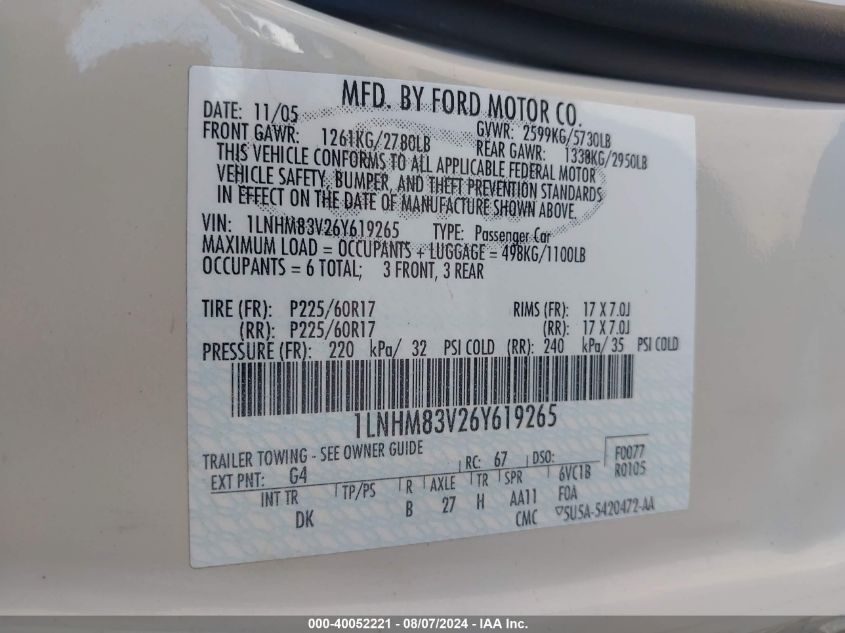 MFD. BY FORD MOTOR CO.
DATE: 11/05 GVWR: 2599KG/5730LB
FRONT GAWR: 1261KG/2780LB REAR GAWR: 1338KG/2950LB
THIS VEHICLE CONFORMS TO ALL APPLICABLE FEDERAL MOTOR
VEHICLE SAFETY, BUMPER, AND THEFT PREVENTION STANDARDS
IN EFFECT ON THE DATE OF MANUFACTURE SHOWN ABOVE.
VIN: 1LNHM83V26Y619265 TYPE: Passenger Car
MAXIMUM LOAD = OCCUPANTS + LUGGAGE = 498KG/1100LB
OCCUPANTS = 6 TOTAL; 3 FRONT, 3 REAR
TIRE (FR): P225/60R17 RIMS (FR): 17 X 7.0J
(RR): P225/60R17 (RR): 17 X 7.0J
PRESSURE (FR): 220 kPa/ 32 PSI COLD (RR): 240 kPa/ 35 PSI COLD
1LNHM83V26Y619265
TRAILER TOWING - SEE OWNER GUIDE F0077
EXT PNT: G4 RC: 67 DSO: R0105
INT TR TP/PS R AXLE TR SPR 6VC1B
DK B 27 H AA11 FOA
CMC ▽5U5A-5420472-AA
000-40052221 - 08/07/2024 - IAA Inc.